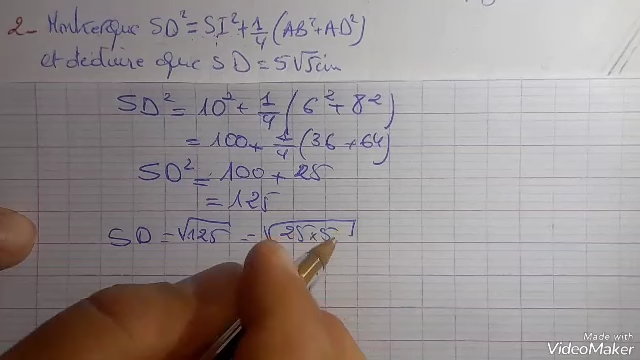 2- Montrer que SD² = SI² + 1/4 (AB² + AD²)
et déduire que SD = 5√5 cm
SD² = 10² + 1/4 (6² + 8²)
= 100 + 1/4 (36 + 64)
SD² = 100 + 25
= 125
SD = √125 = √25×5
Made with
VideoMaker